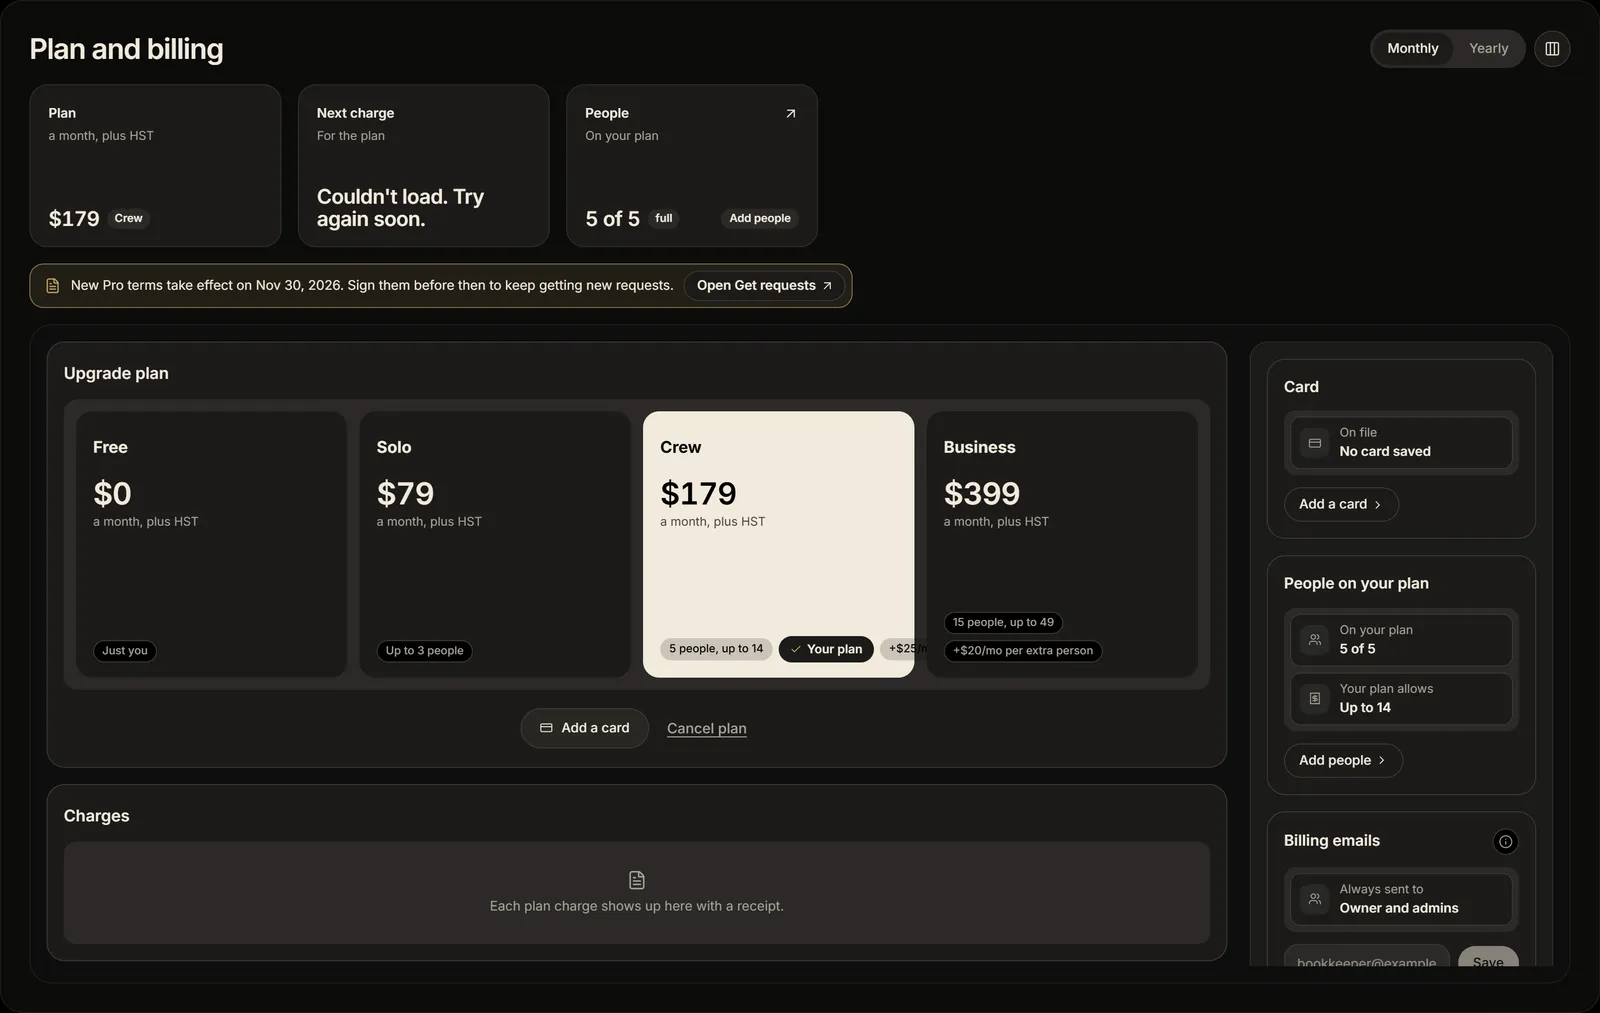 Plan and billing
Monthly
Yearly
Plan
a month, plus HST
$179
Crew
Next charge
For the plan
Couldn't load. Try
again soon.
People
On your plan
5 of 5
full
Add people
New Pro terms take effect on Nov 30, 2026. Sign them before then to keep getting new requests.
Open Get requests
Upgrade plan
Free
$0
a month, plus HST
Just you
Solo
$79
a month, plus HST
Up to 3 people
Crew
$179
a month, plus HST
5 people, up to 14
Your plan
+$25/
Business
$399
a month, plus HST
15 people, up to 49
+$20/mo per extra person
Add a card
Cancel plan
Charges
Each plan charge shows up here with a receipt.
Card
On file
No card saved
Add a card
People on your plan
On your plan
5 of 5
Your plan allows
Up to 14
Add people
Billing emails
Always sent to
Owner and admins
bookkeeper@example
Save